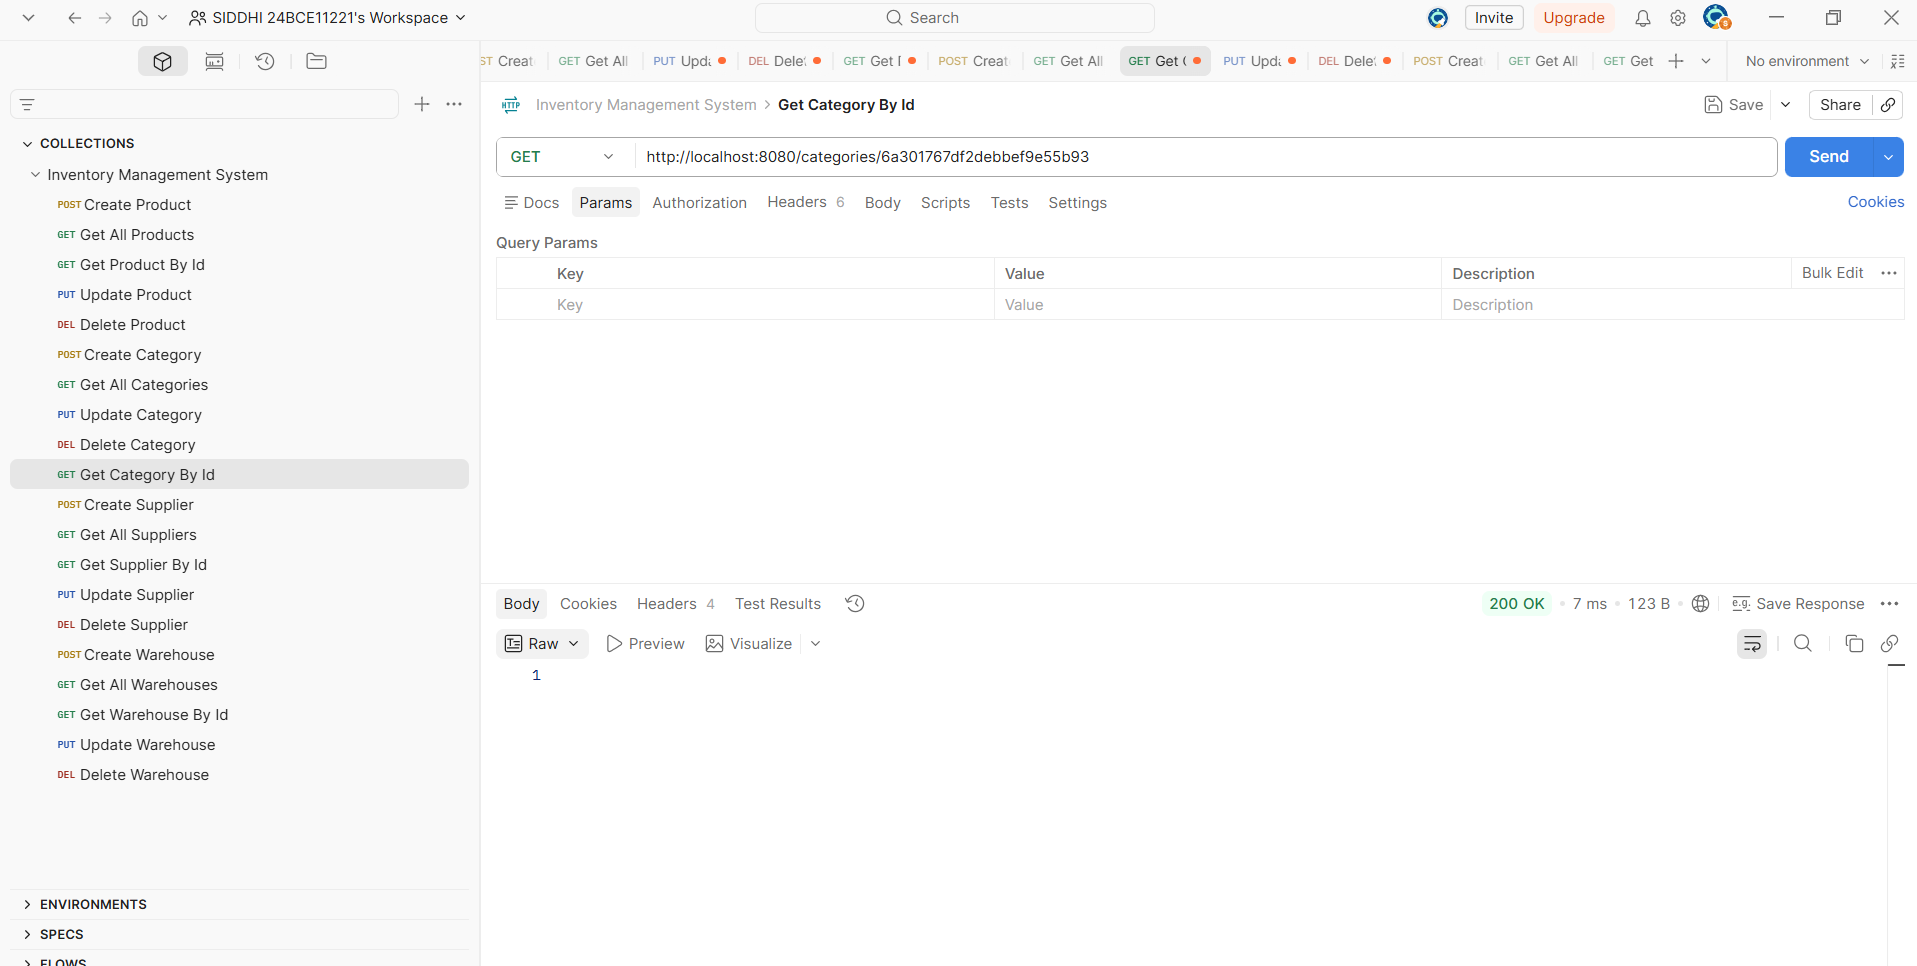 SIDDHI 24BCE11221's Workspace
Search
Invite
Upgrade
ST Creat
GET Get All
PUT Upda
DEL Delet
GET Get
POST Creat
GET Get All
GET Get
PUT Upda
DEL Delet
POST Creat
GET Get All
GET Get
No environment
COLLECTIONS
Inventory Management System
POST Create Product
GET Get All Products
GET Get Product By Id
PUT Update Product
DEL Delete Product
POST Create Category
GET Get All Categories
PUT Update Category
DEL Delete Category
GET Get Category By Id
POST Create Supplier
GET Get All Suppliers
GET Get Supplier By Id
PUT Update Supplier
DEL Delete Supplier
POST Create Warehouse
GET Get All Warehouses
GET Get Warehouse By Id
PUT Update Warehouse
DEL Delete Warehouse
ENVIRONMENTS
SPECS
FLOWS
HTTP Inventory Management System > Get Category By Id
Save
Share
GET
http://localhost:8080/categories/6a301767df2debbef9e55b93
Send
Docs Params Authorization Headers 6 Body Scripts Tests Settings
Cookies
Query Params
Key Value Description Bulk Edit
Key Value Description
Body Cookies Headers 4 Test Results
200 OK • 7 ms • 123 B
e.g. Save Response
Raw Preview Visualize
1